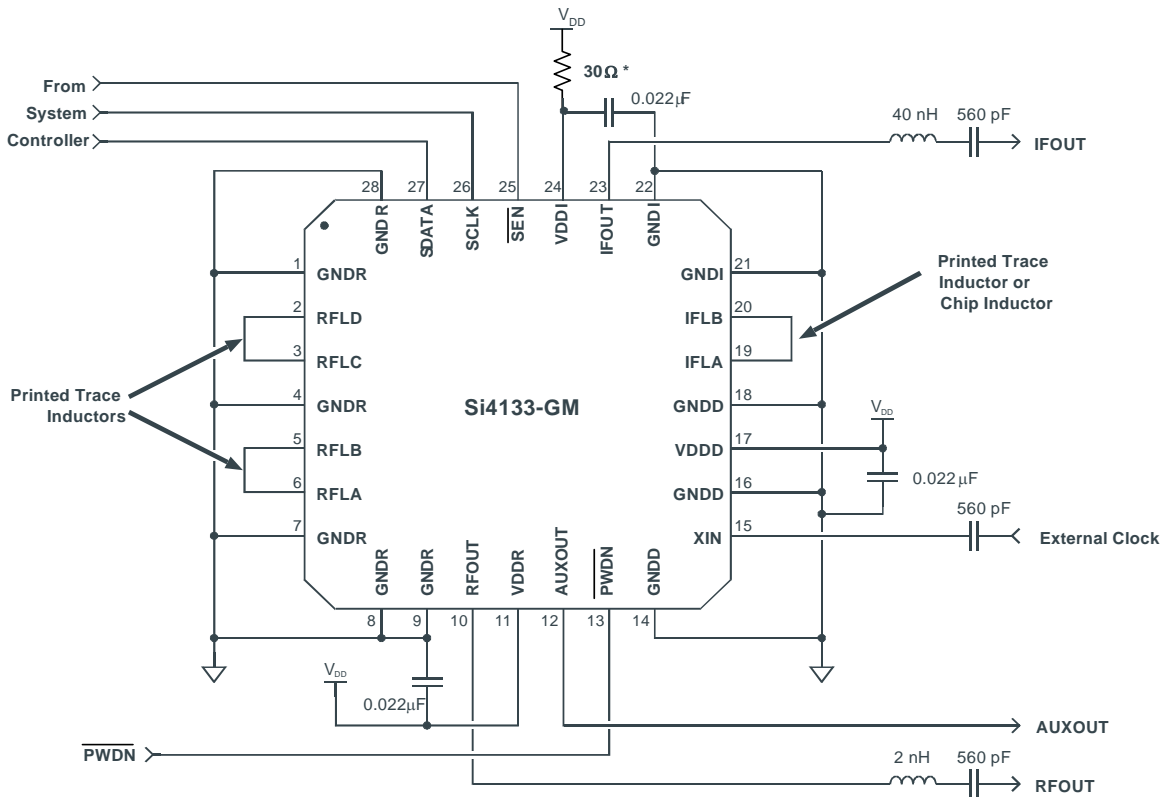 VDD
30Ω *
0.022μF
From
System
Controller
40 nH
560 pF
IFOUT
28
27
26
25
24
23
22
GNDR
SDATA
SCLK
SEN
VDDI
IFOUT
GNDI
1
GNDR
2
RFLD
3
RFLC
4
GNDR
5
RFLB
6
RFLA
7
GNDR
Printed Trace
Inductors
Si4133-GM
GNDI
21
IFLB
20
IFLA
19
GNDD
18
VDDD
17
GNDD
16
XIN
15
Printed Trace
Inductor or
Chip Inductor
VDD
0.022μF
560 pF
External Clock
GNDR
GNDR
RFOUT
VDDR
AUXOUT
PWDN
GNDD
8
9
10
11
12
13
14
VDD
0.022μF
AUXOUT
PWDN
2 nH
560 pF
RFOUT